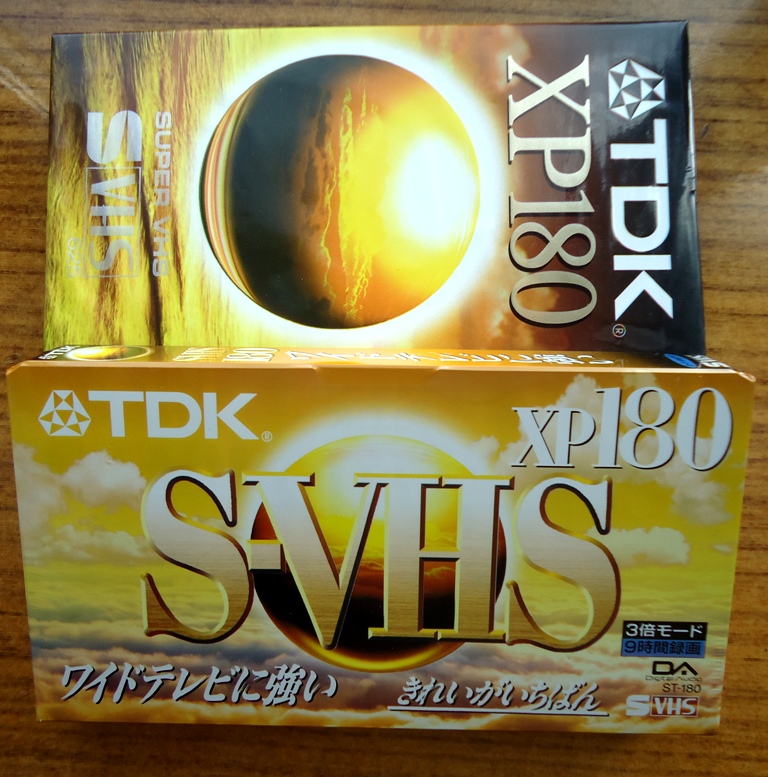 TDK®
XP180
SUPER VHS
S VHS
TDK®
XP180
S-VHS
3倍モード
9時間録画
ワイドテレビに強い
きれいがいちばん
DA
Digital Audio
ST-180
S VHS